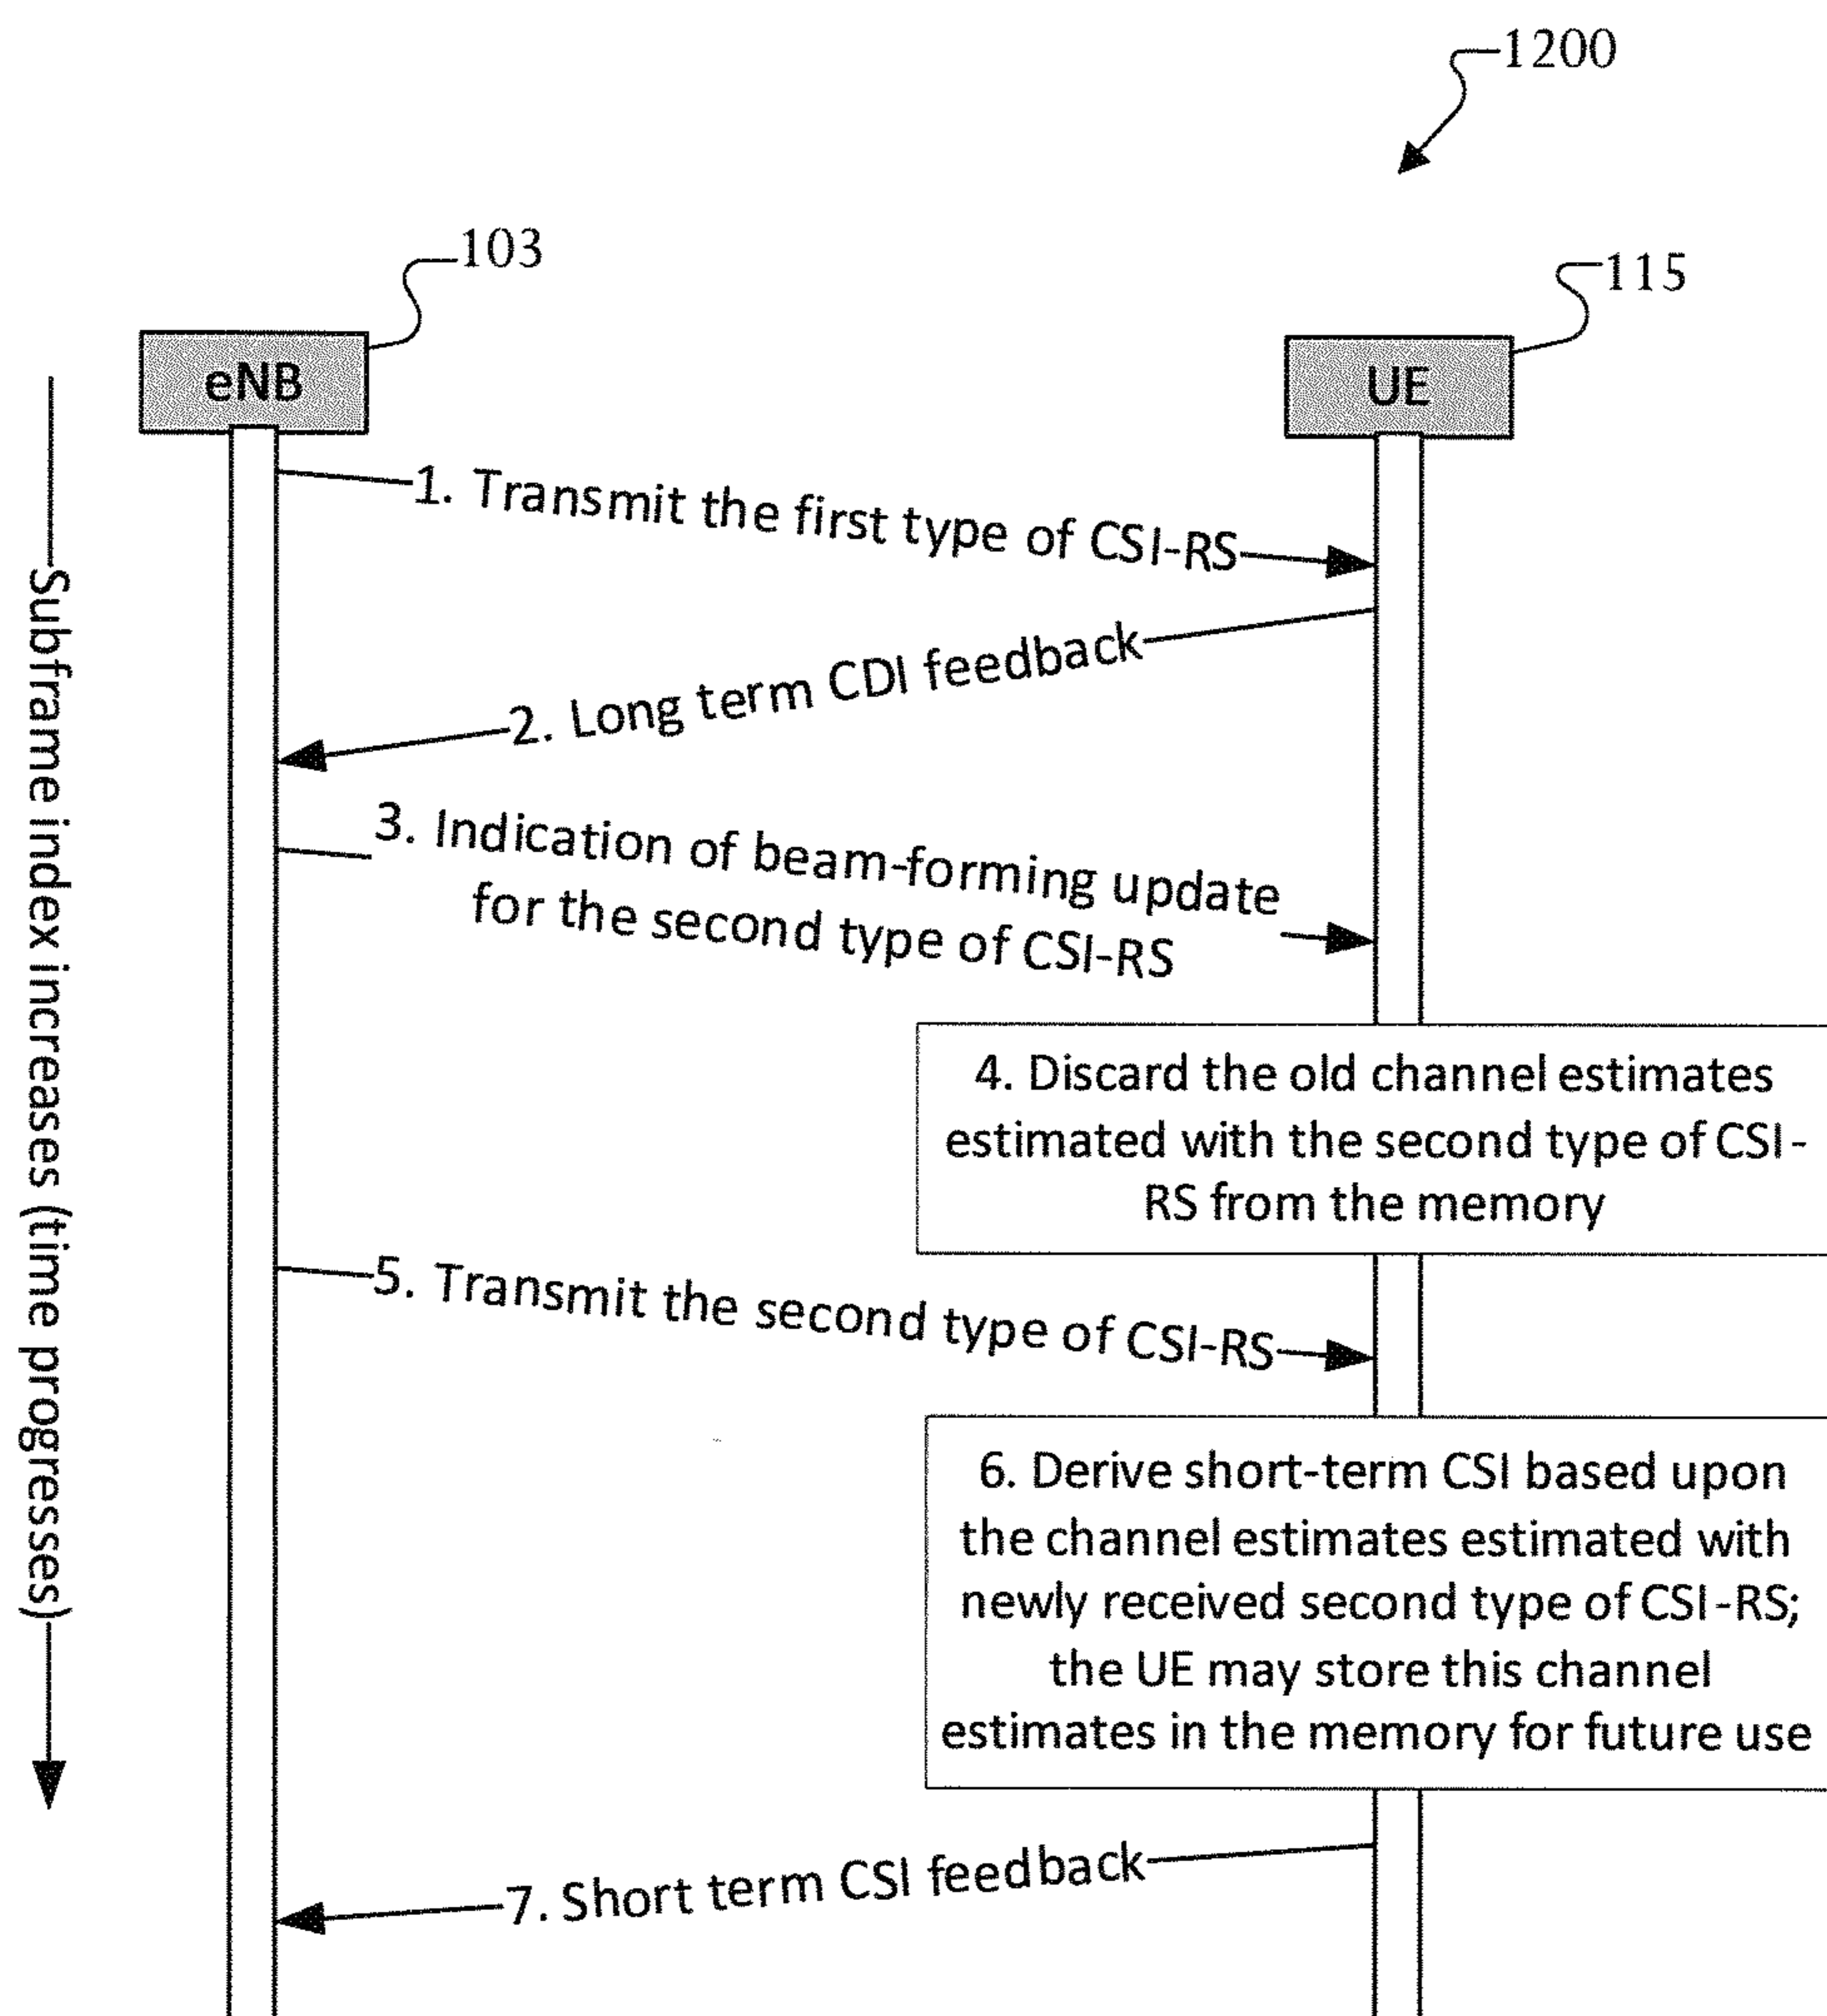 1200
103
115
eNB
UE
1. Transmit the first type of CSI-RS
2. Long term CDI feedback
3. Indication of beam-forming update
for the second type of CSI-RS
4. Discard the old channel estimates
estimated with the second type of CSI-
RS from the memory
5. Transmit the second type of CSI-RS
6. Derive short-term CSI based upon
the channel estimates estimated with
newly received second type of CSI-RS;
the UE may store this channel
estimates in the memory for future use
7. Short term CSI feedback
Subframe index increases (time progresses)